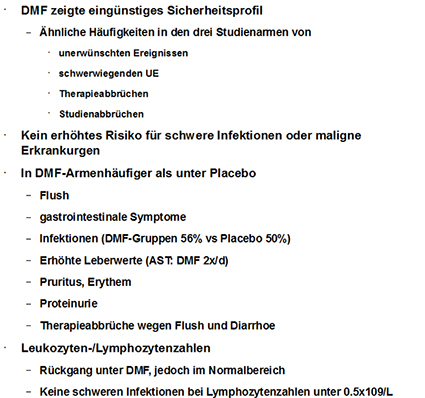 · DMF zeigte eingünstiges Sicherheitsprofil
– Ähnliche Häufigkeiten in den drei Studienarmen von
· unerwünschten Ereignissen
· schwerwiegenden UE
· Therapieabbrüchen
· Studienabbrüchen
· Kein erhöhtes Risiko für schwere Infektionen oder maligne
Erkrankurgen
· In DMF-Armenhäufiger als unter Placebo
– Flush
– gastrointestinale Symptome
– Infektionen (DMF-Gruppen 56% vs Placebo 50%)
– Erhöhte Leberwerte (AST: DMF 2x/d)
– Pruritus, Erythem
– Proteinurie
– Therapieabbrüche wegen Flush und Diarrhoe
· Leukozyten-/Lymphozytenzahlen
– Rückgang unter DMF, jedoch im Normalbereich
– Keine schweren Infektionen bei Lymphozytenzahlen unter 0.5x109/L